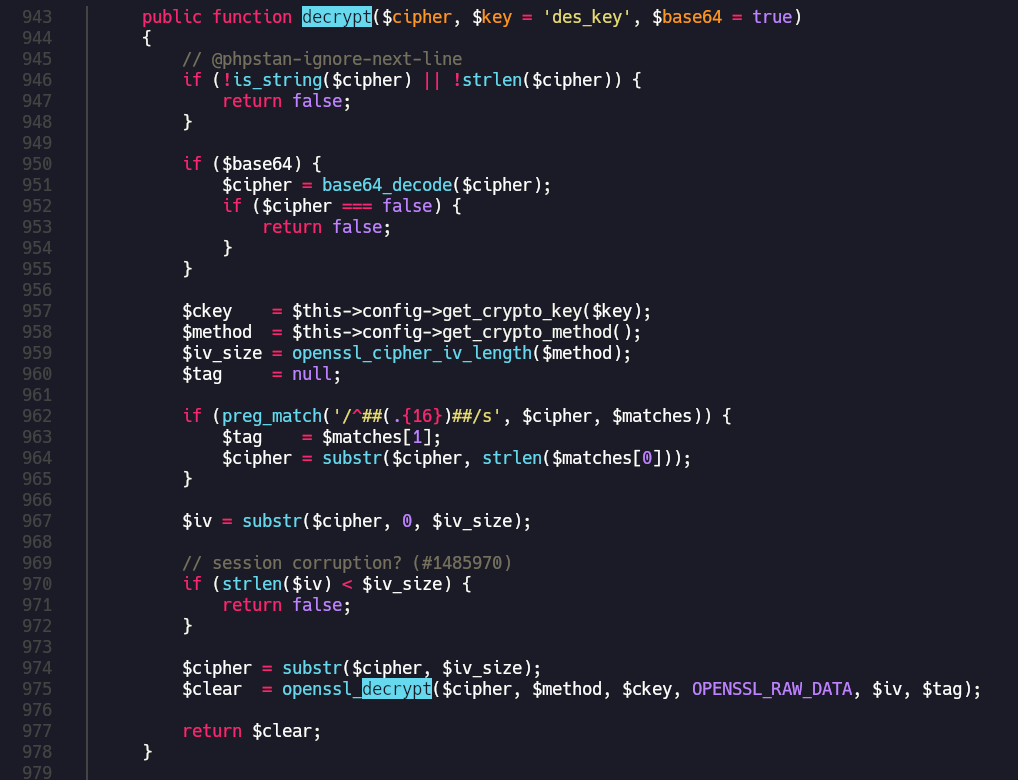 943 public function decrypt($cipher, $key = 'des_key', $base64 = true)
944 {
945 // @phpstan-ignore-next-line
946 if (!is_string($cipher) || !strlen($cipher)) {
947 return false;
948 }
949
950 if ($base64) {
951 $cipher = base64_decode($cipher);
952 if ($cipher === false) {
953 return false;
954 }
955 }
956
957 $ckey    = $this->config->get_crypto_key($key);
958 $method  = $this->config->get_crypto_method();
959 $iv_size = openssl_cipher_iv_length($method);
960 $tag     = null;
961
962 if (preg_match('/^##(.{16})##/s', $cipher, $matches)) {
963 $tag    = $matches[1];
964 $cipher = substr($cipher, strlen($matches[0]));
965 }
966
967 $iv = substr($cipher, 0, $iv_size);
968
969 // session corruption? (#1485970)
970 if (strlen($iv) < $iv_size) {
971 return false;
972 }
973
974 $cipher = substr($cipher, $iv_size);
975 $clear  = openssl_decrypt($cipher, $method, $ckey, OPENSSL_RAW_DATA, $iv, $tag);
976
977 return $clear;
978 }
979